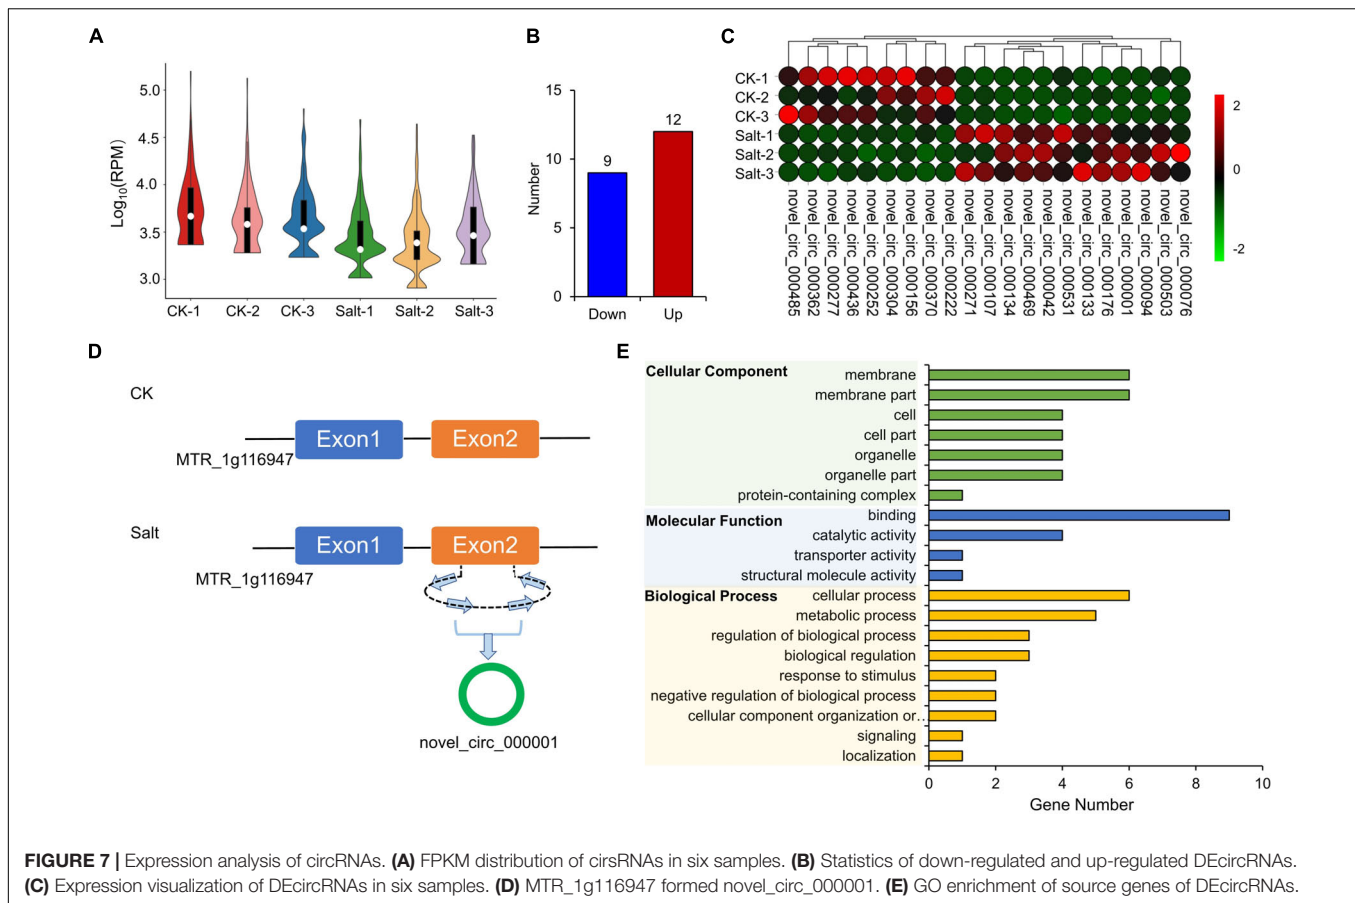 A
Log10(RPM)
5.0
4.5
4.0
3.5
3.0
CK-1 CK-2 CK-3 Salt-1 Salt-2 Salt-3
B
Number
15
10
5
0
9
12
Down Up
C
CK-1
CK-2
CK-3
Salt-1
Salt-2
Salt-3
novel_circ_000485
novel_circ_000362
novel_circ_000277
novel_circ_000436
novel_circ_000252
novel_circ_000304
novel_circ_000156
novel_circ_000370
novel_circ_000222
novel_circ_000271
novel_circ_000107
novel_circ_000134
novel_circ_000469
novel_circ_000042
novel_circ_000531
novel_circ_000133
novel_circ_000176
novel_circ_000001
novel_circ_000094
novel_circ_000503
novel_circ_000076
2
0
-2
D
CK
Exon1 Exon2
MTR_1g116947
Salt
Exon1 Exon2
MTR_1g116947
novel_circ_000001
E
Cellular Component
membrane
membrane part
cell
cell part
organelle
organelle part
protein-containing complex
Molecular Function
binding
catalytic activity
transporter activity
structural molecule activity
Biological Process
cellular process
metabolic process
regulation of biological process
biological regulation
response to stimulus
negative regulation of biological process
cellular component organization or…
signaling
localization
0 2 4 6 8 10
Gene Number
FIGURE 7 | Expression analysis of circRNAs. (A) FPKM distribution of cirsRNAs in six samples. (B) Statistics of down-regulated and up-regulated DEcircRNAs.
(C) Expression visualization of DEcircRNAs in six samples. (D) MTR_1g116947 formed novel_circ_000001. (E) GO enrichment of source genes of DEcircRNAs.